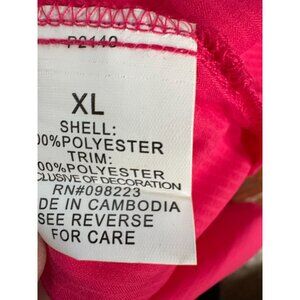 P2140
XL
SHELL:
00%POLYESTER
TRIM:
00%POLYESTER
CLUSIVE OF DECORATION
RN#098223
DE IN CAMBODIA
SEE REVERSE
FOR CARE